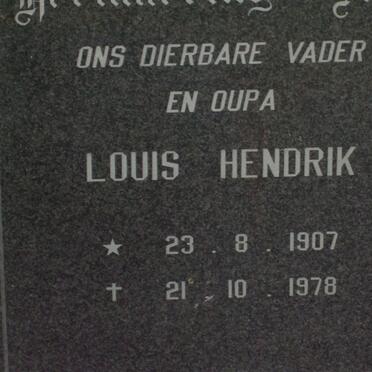 ONS DIERBARE VADER
EN OUPA
LOUIS HENDRIK
★ 23 . 8 . 1907
✝ 21 . 10 . 1978